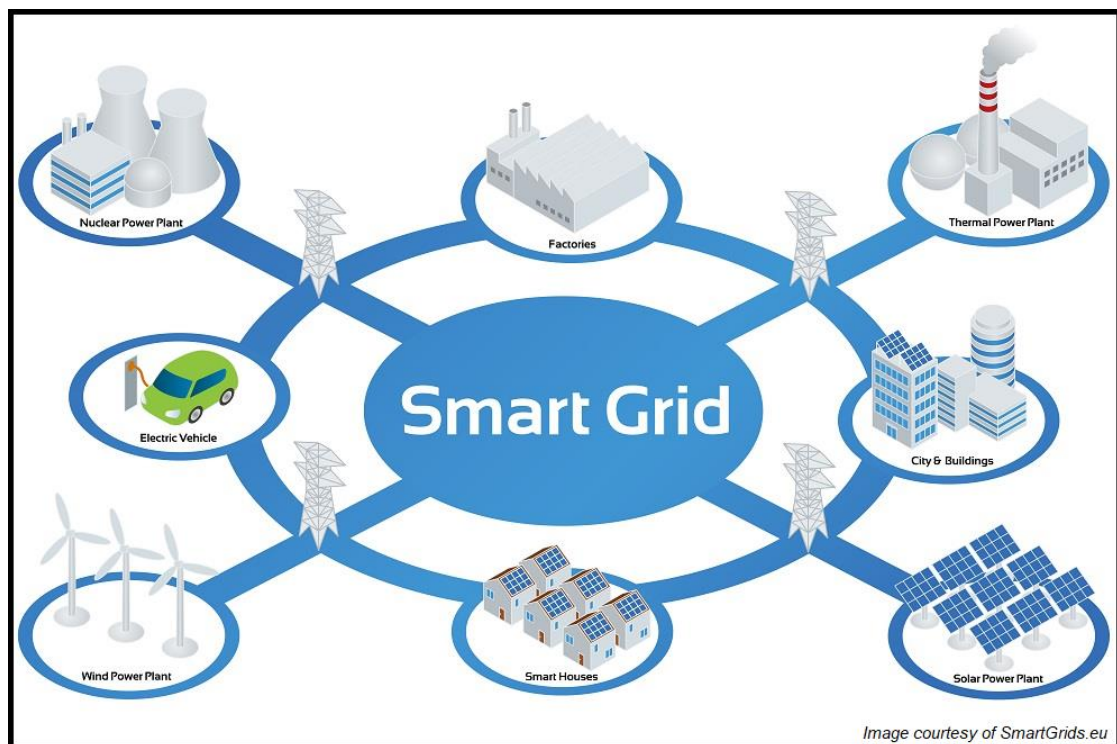 Nuclear Power Plant
Factories
Thermal Power Plant
Smart Grid
Electric Vehicle
City & Buildings
Wind Power Plant
Smart Houses
Solar Power Plant
Image courtesy of SmartGrids.eu